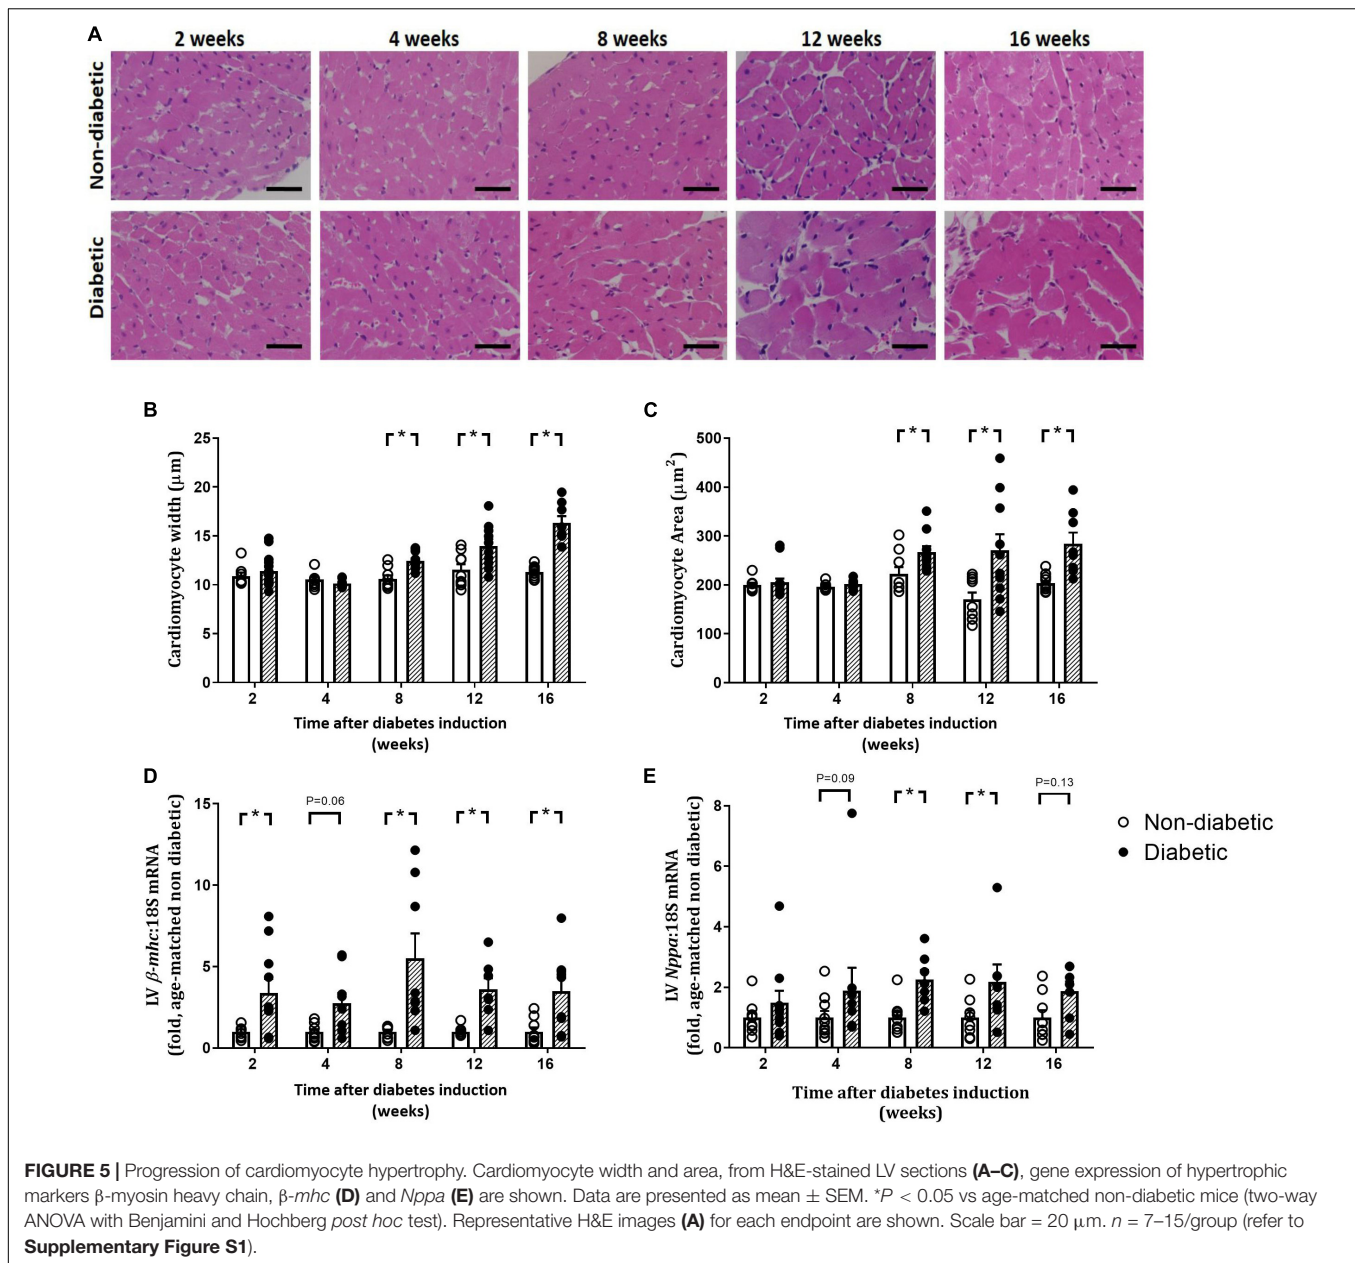 A
2 weeks 4 weeks 8 weeks 12 weeks 16 weeks
Non-diabetic
Diabetic
B
Cardiomyocyte width (μm)
25
20
15
10
5
0
* * *
2 4 8 12 16
Time after diabetes induction
(weeks)
C
Cardiomyocyte Area (μm²)
500
400
300
200
100
0
* * *
2 4 8 12 16
Time after diabetes induction
(weeks)
D
LV β-mhc:18S mRNA
(fold, age-matched non diabetic)
15
10
5
0
* P=0.06 * * *
2 4 8 12 16
Time after diabetes induction
(weeks)
E
LV Nppa:18S mRNA
(fold, age-matched non diabetic)
8
6
4
2
0
P=0.09 * * P=0.13
2 4 8 12 16
Time after diabetes induction
(weeks)
Non-diabetic
Diabetic
FIGURE 5 | Progression of cardiomyocyte hypertrophy. Cardiomyocyte width and area, from H&E-stained LV sections (A–C), gene expression of hypertrophic
markers β-myosin heavy chain, β-mhc (D) and Nppa (E) are shown. Data are presented as mean ± SEM. *P < 0.05 vs age-matched non-diabetic mice (two-way
ANOVA with Benjamini and Hochberg post hoc test). Representative H&E images (A) for each endpoint are shown. Scale bar = 20 μm. n = 7–15/group (refer to
Supplementary Figure S1).